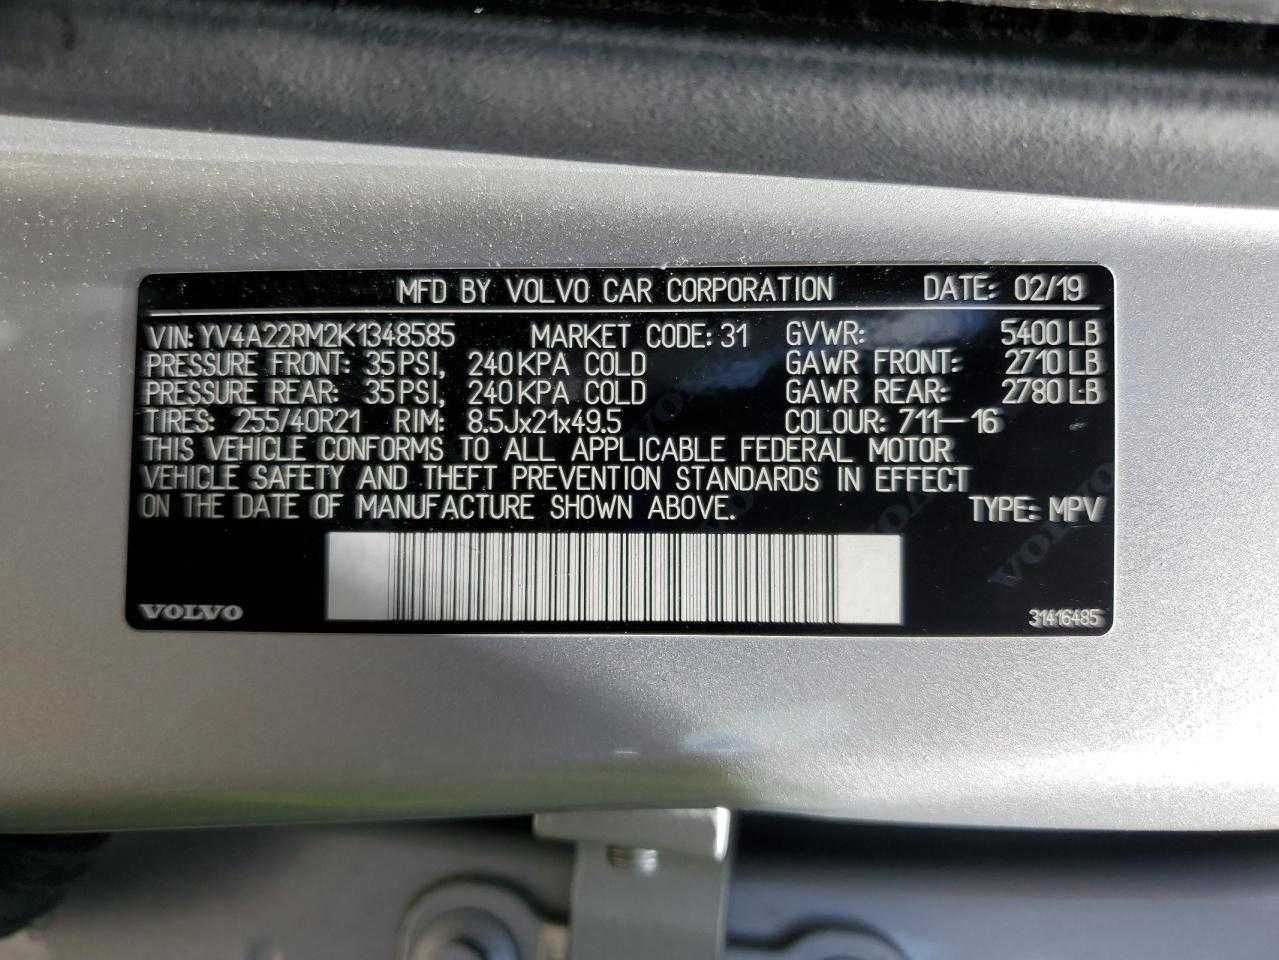 MFD BY VOLVO CAR CORPORATION DATE: 02/19
VIN: YV4A22RM2K1348585 MARKET CODE: 31 GVWR: 5400 LB
PRESSURE FRONT: 35 PSI, 240 KPA COLD GAWR FRONT: 2710 LB
PRESSURE REAR: 35 PSI, 240 KPA COLD GAWR REAR: 2780 LB
TIRES: 255/40R21 RIM: 8.5Jx21x49.5 COLOUR: 711-16
THIS VEHICLE CONFORMS TO ALL APPLICABLE FEDERAL MOTOR
VEHICLE SAFETY AND THEFT PREVENTION STANDARDS IN EFFECT
ON THE DATE OF MANUFACTURE SHOWN ABOVE. TYPE: MPV
VOLVO 31416485